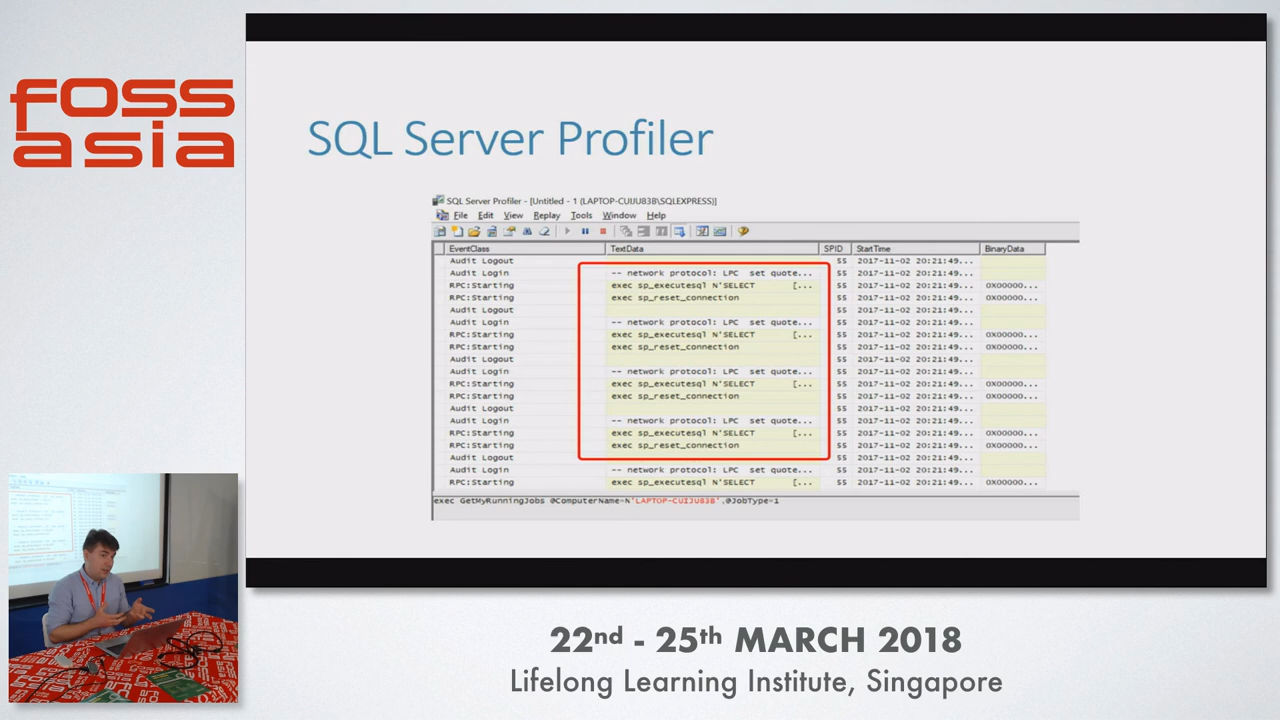 foss
asia
SQL Server Profiler
SQL Server Profiler - [Untitled - 1 (LAPTOP-CUIJU83B\SQLEXPRESS)]
File Edit View Replay Tools Window Help
EventClass TextData SPID StartTime BinaryData
Audit Logout 55 2017-11-02 20:21:49...
Audit Login -- network protocol: LPC set quote... 55 2017-11-02 20:21:49...
RPC:Starting exec sp_executesql N'SELECT [... 55 2017-11-02 20:21:49... 0X00000...
RPC:Starting exec sp_reset_connection 55 2017-11-02 20:21:49... 0X00000...
Audit Logout 55 2017-11-02 20:21:49...
Audit Login -- network protocol: LPC set quote... 55 2017-11-02 20:21:49...
RPC:Starting exec sp_executesql N'SELECT [... 55 2017-11-02 20:21:49... 0X00000...
RPC:Starting exec sp_reset_connection 55 2017-11-02 20:21:49... 0X00000...
Audit Logout 55 2017-11-02 20:21:49...
Audit Login -- network protocol: LPC set quote... 55 2017-11-02 20:21:49...
RPC:Starting exec sp_executesql N'SELECT [... 55 2017-11-02 20:21:49... 0X00000...
RPC:Starting exec sp_reset_connection 55 2017-11-02 20:21:49... 0X00000...
Audit Logout 55 2017-11-02 20:21:49...
Audit Login -- network protocol: LPC set quote... 55 2017-11-02 20:21:49...
RPC:Starting exec sp_executesql N'SELECT [... 55 2017-11-02 20:21:49... 0X00000...
RPC:Starting exec sp_reset_connection 55 2017-11-02 20:21:49... 0X00000...
Audit Logout 55 2017-11-02 20:21:49...
Audit Login -- network protocol: LPC set quote... 55 2017-11-02 20:21:49...
RPC:Starting exec sp_executesql N'SELECT [... 55 2017-11-02 20:21:49... 0X00000...
exec GetMyRunningJobs @ComputerName=N'LAPTOP-CUIJU83B',@JobType=1
22nd - 25th MARCH 2018
Lifelong Learning Institute, Singapore